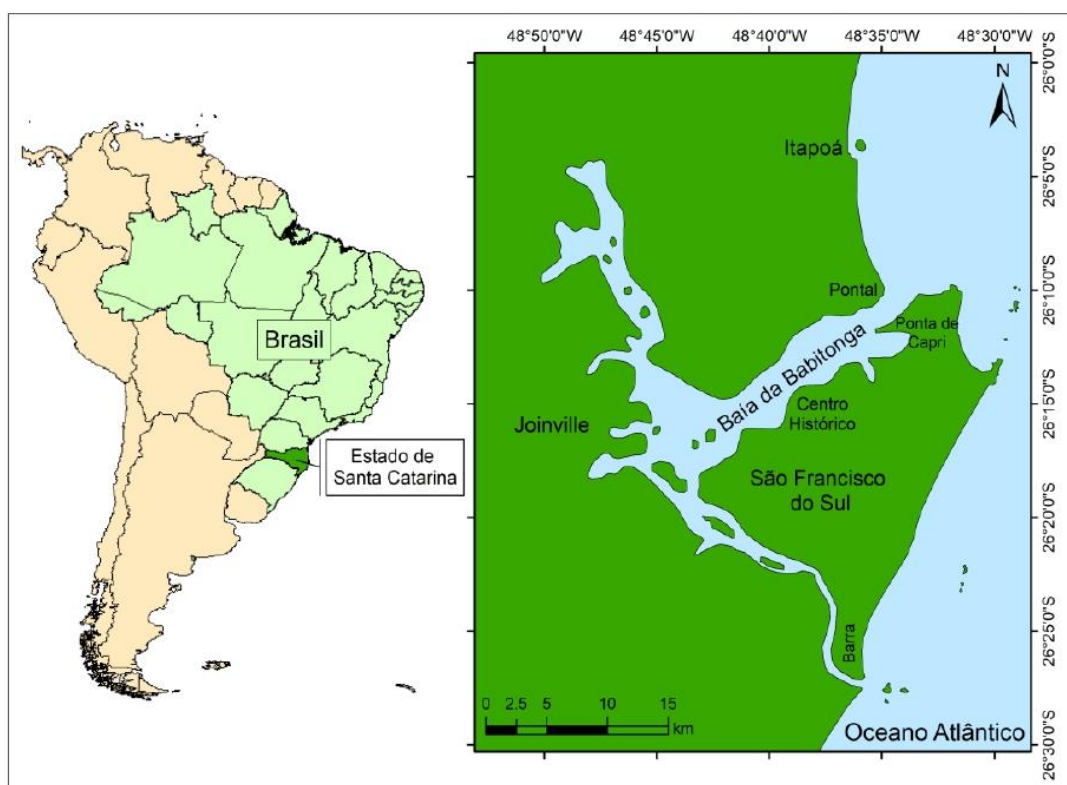 Brasil
Estado de
Santa Catarina
48°50'0"W
48°45'0"W
48°40'0"W
48°35'0"W
48°30'0"W
26°0'0"S
26°5'0"S
26°10'0"S
26°15'0"S
26°20'0"S
26°25'0"S
26°30'0"S
N
Itapoá
Pontal
Ponta de
Capri
Baía da Babitonga
Joinville
Centro
Histórico
São Francisco
do Sul
Barra
0 2.5 5 10 15
km
Oceano Atlântico